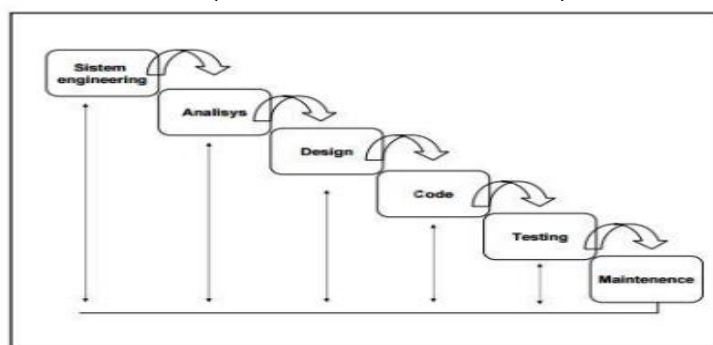 Sistem
engineering
Analisys
Design
Code
Testing
Maintenence